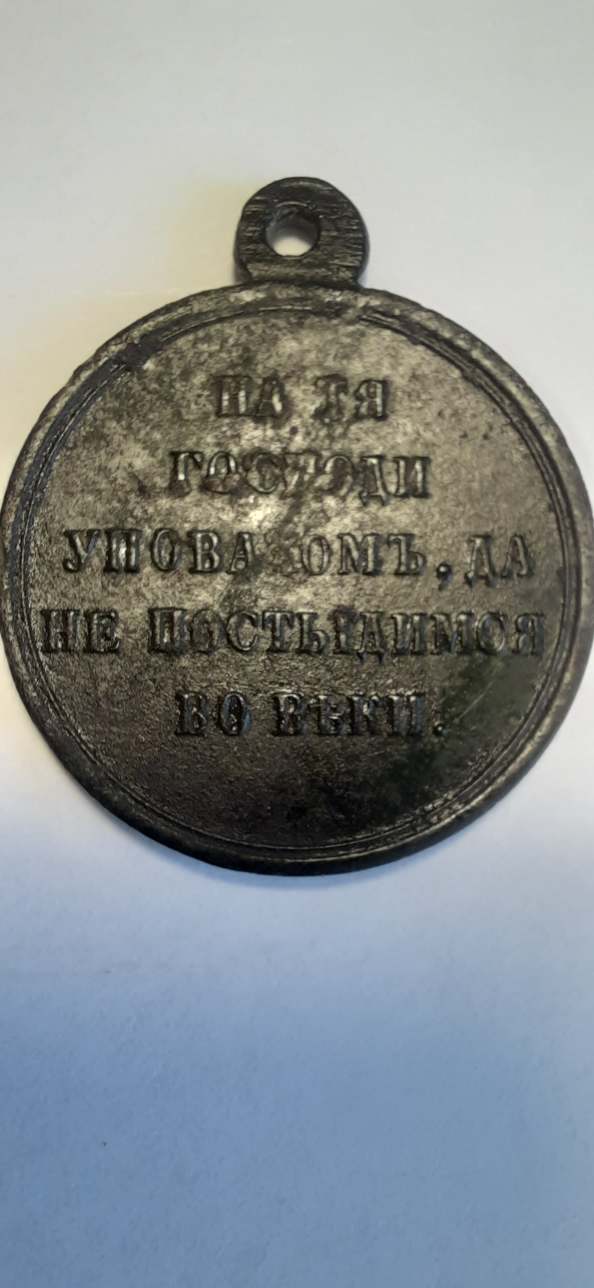 НА ТЯ
ГОСПОДИ
УПОВАХОМЪ, ДА
НЕ ПОСТЫДИМСЯ
ВО ВѢКИ.